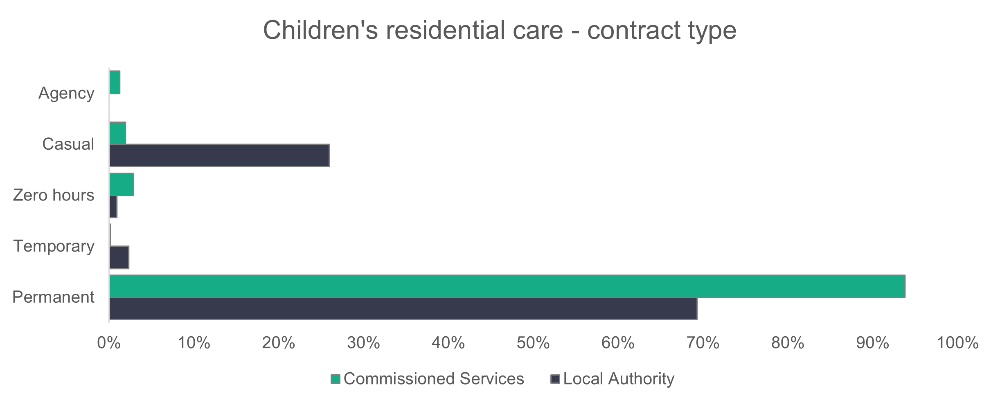 Children's residential care - contract type
Agency
Casual
Zero hours
Temporary
Permanent
0% 10% 20% 30% 40% 50% 60% 70% 80% 90% 100%
Commissioned Services Local Authority